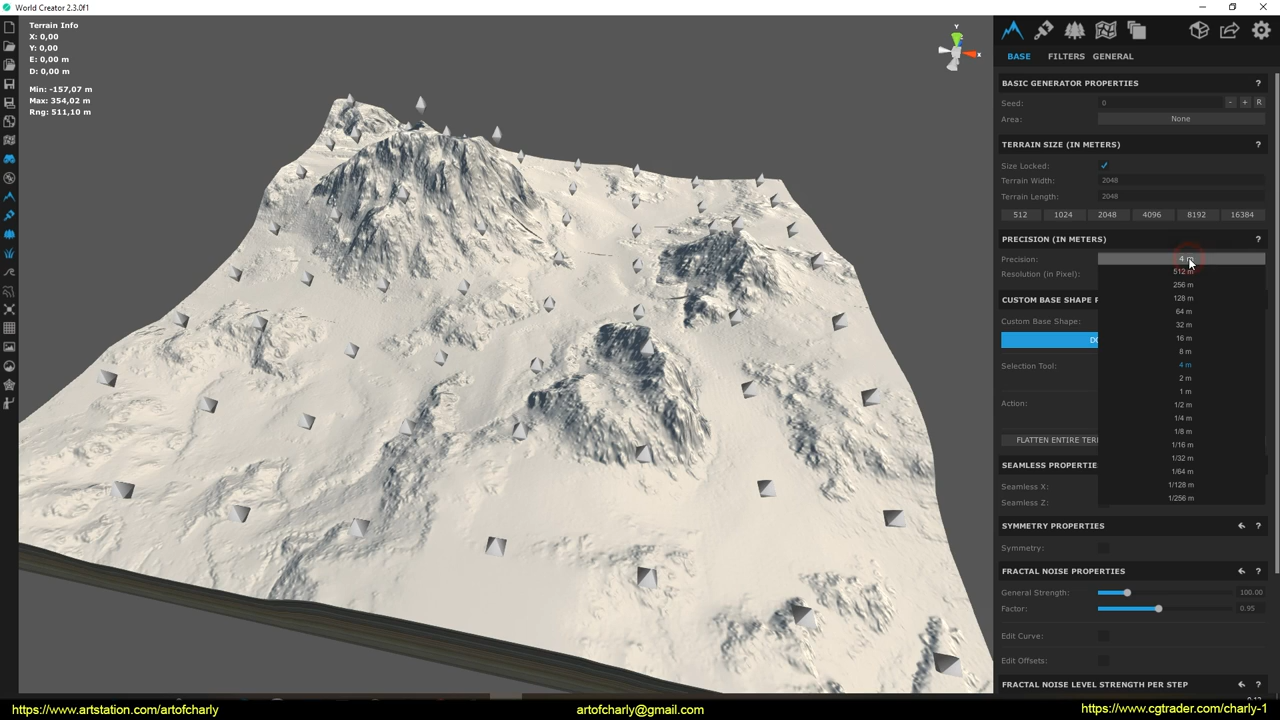 World Creator 2.3.0f1
Terrain Info
X: 0,00
Y: 0,00
E: 0,00 m
D: 0,00 m
Min: -157,07 m
Max: 354,02 m
Rng: 511,10 m
Y
X
BASE FILTERS GENERAL
BASIC GENERATOR PROPERTIES ?
Seed: 0 - + R
Area: None
TERRAIN SIZE (IN METERS) ?
Size Locked:
Terrain Width: 2048
Terrain Length: 2048
512 1024 2048 4096 8192 16384
PRECISION (IN METERS) ?
Precision: 4 m
Resolution (in Pixel):
512 m
256 m
128 m
64 m
32 m
16 m
8 m
4 m
2 m
1 m
1/2 m
1/4 m
1/8 m
1/16 m
1/32 m
1/64 m
1/128 m
1/256 m
CUSTOM BASE SHAPE P
Custom Base Shape:
Selection Tool:
Action:
FLATTEN ENTIRE TERR
SEAMLESS PROPERTIE
Seamless X:
Seamless Z:
SYMMETRY PROPERTIES ?
Symmetry:
FRACTAL NOISE PROPERTIES ?
General Strength: 100.00
Factor: 0.95
Edit Curve:
Edit Offsets:
FRACTAL NOISE LEVEL STRENGTH PER STEP ?
https://www.artstation.com/artofcharly artofcharly@gmail.com https://www.cgtrader.com/charly-1